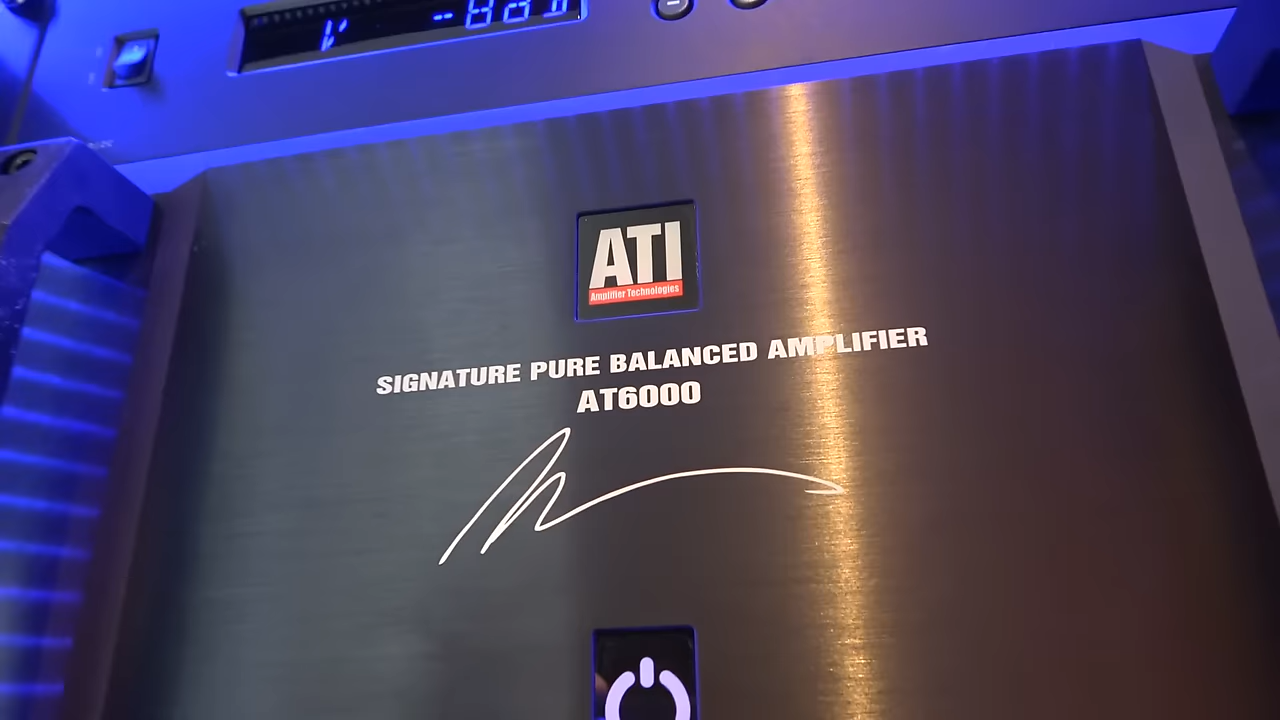 ATI
Amplifier Technologies
SIGNATURE PURE BALANCED AMPLIFIER
AT6000